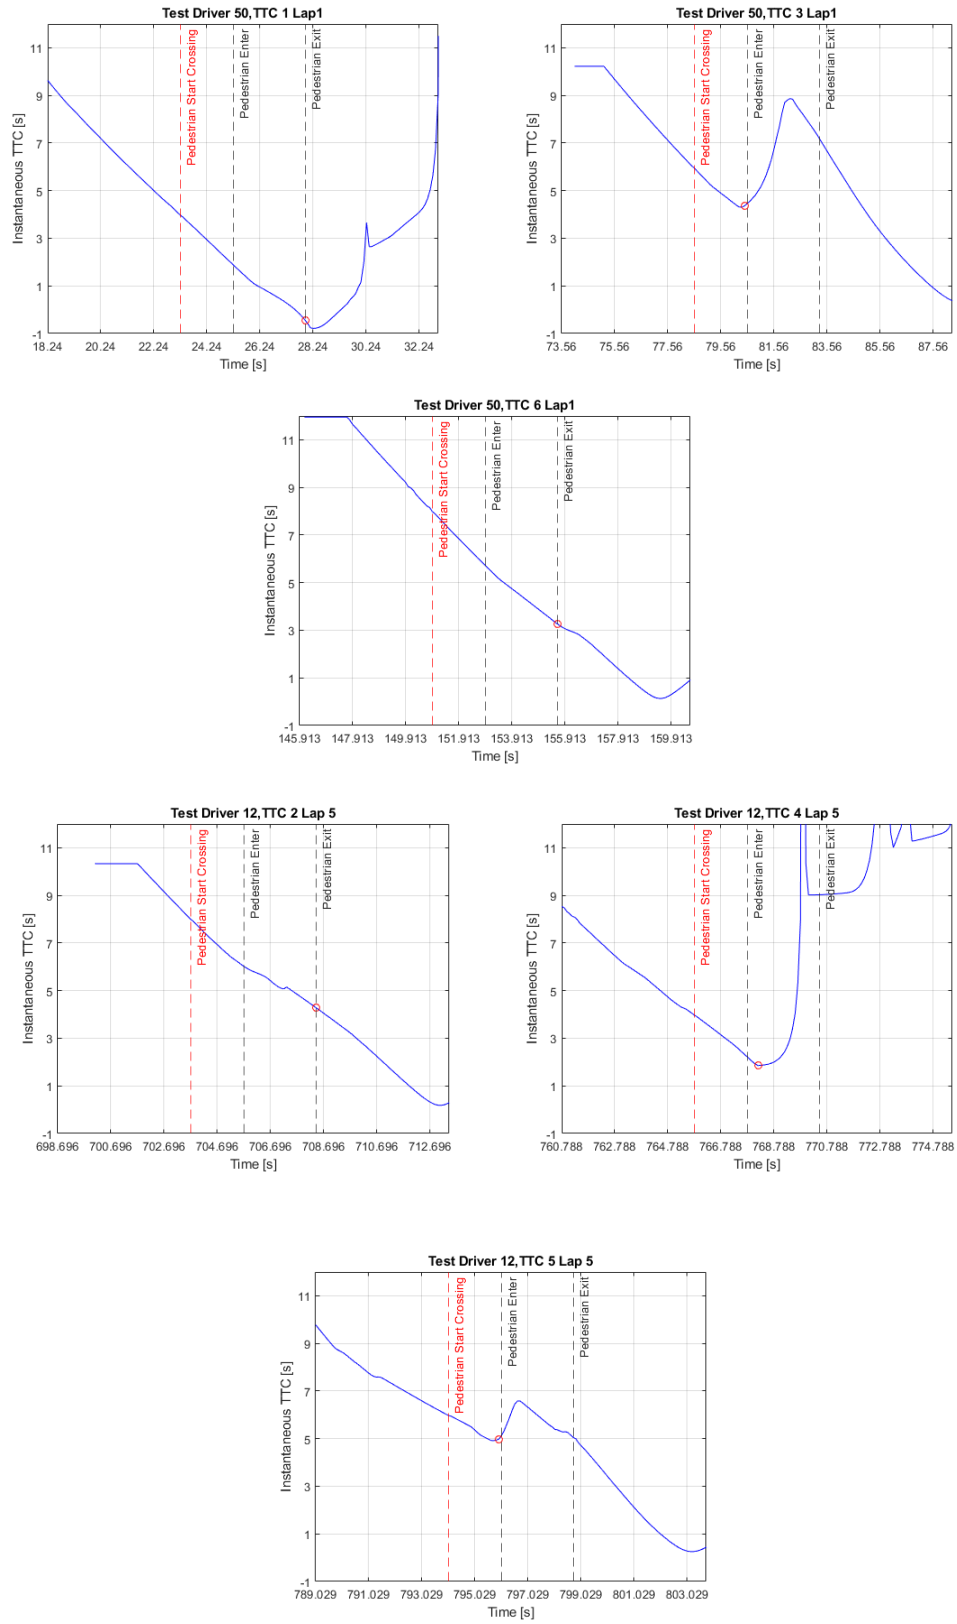 Test Driver 50,TTC 1 Lap1
Instantaneous TTC [s]
11
9
7
5
3
1
-1
Pedestrian Start Crossing
Pedestrian Enter
Pedestrian Exit
18.24 20.24 22.24 24.24 26.24 28.24 30.24 32.24
Time [s]
Test Driver 50,TTC 3 Lap1
Instantaneous TTC [s]
11
9
7
5
3
1
-1
Pedestrian Start Crossing
Pedestrian Enter
Pedestrian Exit
73.56 75.56 77.56 79.56 81.56 83.56 85.56 87.56
Time [s]
Test Driver 50,TTC 6 Lap1
Instantaneous TTC [s]
11
9
7
5
3
1
-1
Pedestrian Start Crossing
Pedestrian Enter
Pedestrian Exit
145.913 147.913 149.913 151.913 153.913 155.913 157.913 159.913
Time [s]
Test Driver 12,TTC 2 Lap 5
Instantaneous TTC [s]
11
9
7
5
3
1
-1
Pedestrian Start Crossing
Pedestrian Enter
Pedestrian Exit
698.696 700.696 702.696 704.696 706.696 708.696 710.696 712.696
Time [s]
Test Driver 12,TTC 4 Lap 5
Instantaneous TTC [s]
11
9
7
5
3
1
-1
Pedestrian Start Crossing
Pedestrian Enter
Pedestrian Exit
760.788 762.788 764.788 766.788 768.788 770.788 772.788 774.788
Time [s]
Test Driver 12,TTC 5 Lap 5
Instantaneous TTC [s]
11
9
7
5
3
1
-1
Pedestrian Start Crossing
Pedestrian Enter
Pedestrian Exit
789.029 791.029 793.029 795.029 797.029 799.029 801.029 803.029
Time [s]